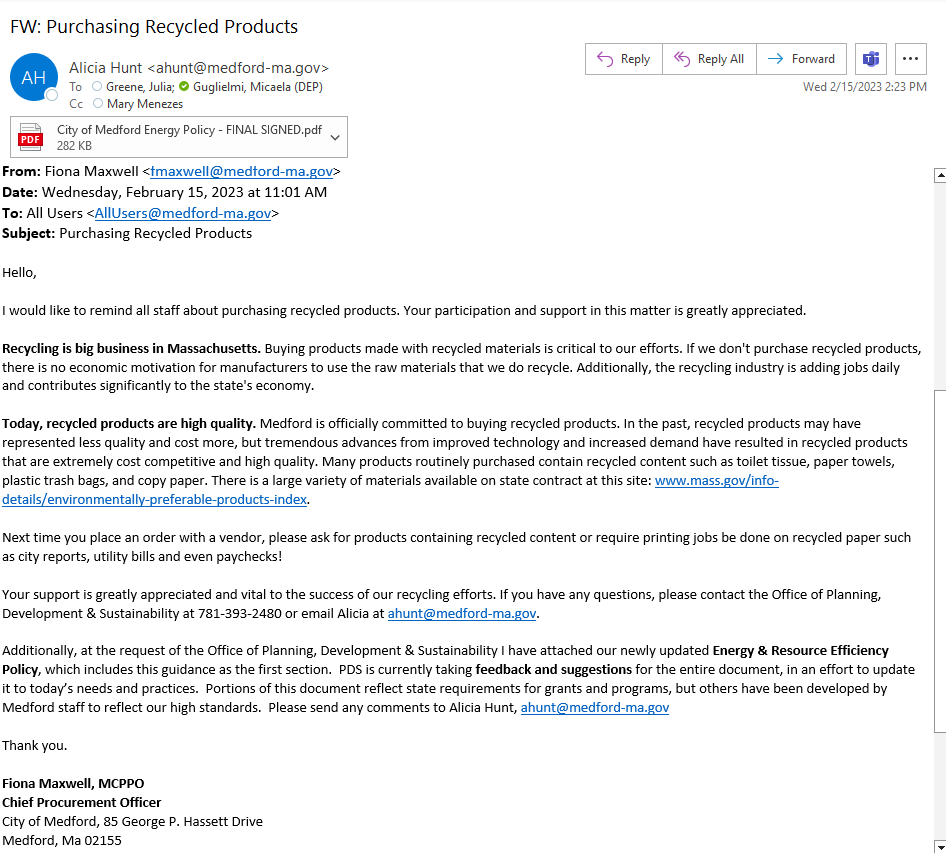 FW: Purchasing Recycled Products
AH
Alicia Hunt <ahunt@medford-ma.gov>
To Greene, Julia; Guglielmi, Micaela (DEP)
Cc Mary Menezes
Reply
Reply All
Forward
Wed 2/15/2023 2:23 PM
PDF
City of Medford Energy Policy - FINAL SIGNED.pdf
282 KB
From: Fiona Maxwell <fmaxwell@medford-ma.gov>
Date: Wednesday, February 15, 2023 at 11:01 AM
To: All Users <AllUsers@medford-ma.gov>
Subject: Purchasing Recycled Products
Hello,
I would like to remind all staff about purchasing recycled products. Your participation and support in this matter is greatly appreciated.
Recycling is big business in Massachusetts. Buying products made with recycled materials is critical to our efforts. If we don't purchase recycled products,
there is no economic motivation for manufacturers to use the raw materials that we do recycle. Additionally, the recycling industry is adding jobs daily
and contributes significantly to the state's economy.
Today, recycled products are high quality. Medford is officially committed to buying recycled products. In the past, recycled products may have
represented less quality and cost more, but tremendous advances from improved technology and increased demand have resulted in recycled products
that are extremely cost competitive and high quality. Many products routinely purchased contain recycled content such as toilet tissue, paper towels,
plastic trash bags, and copy paper. There is a large variety of materials available on state contract at this site: www.mass.gov/info-
details/environmentally-preferable-products-index.
Next time you place an order with a vendor, please ask for products containing recycled content or require printing jobs be done on recycled paper such
as city reports, utility bills and even paychecks!
Your support is greatly appreciated and vital to the success of our recycling efforts. If you have any questions, please contact the Office of Planning,
Development & Sustainability at 781-393-2480 or email Alicia at ahunt@medford-ma.gov.
Additionally, at the request of the Office of Planning, Development & Sustainability I have attached our newly updated Energy & Resource Efficiency
Policy, which includes this guidance as the first section. PDS is currently taking feedback and suggestions for the entire document, in an effort to update
it to today's needs and practices. Portions of this document reflect state requirements for grants and programs, but others have been developed by
Medford staff to reflect our high standards. Please send any comments to Alicia Hunt, ahunt@medford-ma.gov
Thank you.
Fiona Maxwell, MCPPO
Chief Procurement Officer
City of Medford, 85 George P. Hassett Drive
Medford, Ma 02155